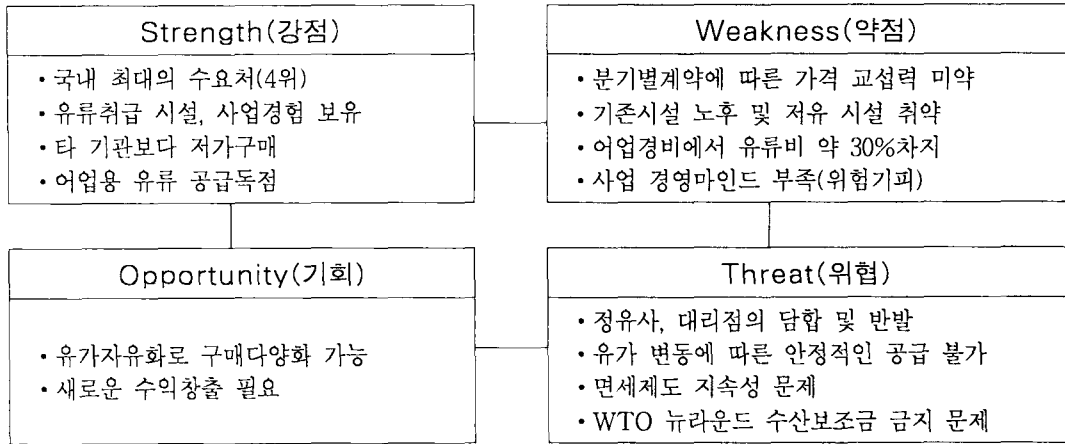 Strength(강점)
• 국내 최대의 수요처(4위)
• 유류취급 시설, 사업경험 보유
• 타 기관보다 저가구매
• 어업용 유류 공급독점
Weakness(약점)
• 분기별계약에 따른 가격 교섭력 미약
• 기존시설 노후 및 저유 시설 취약
• 어업경비에서 유류비 약 30%차지
• 사업 경영마인드 부족(위험기피)
Opportunity(기회)
• 유가자유화로 구매다양화 가능
• 새로운 수익창출 필요
Threat(위협)
• 정유사, 대리점의 담합 및 반발
• 유가 변동에 따른 안정적인 공급 불가
• 면세제도 지속성 문제
• WTO 뉴라운드 수산보조금 금지 문제